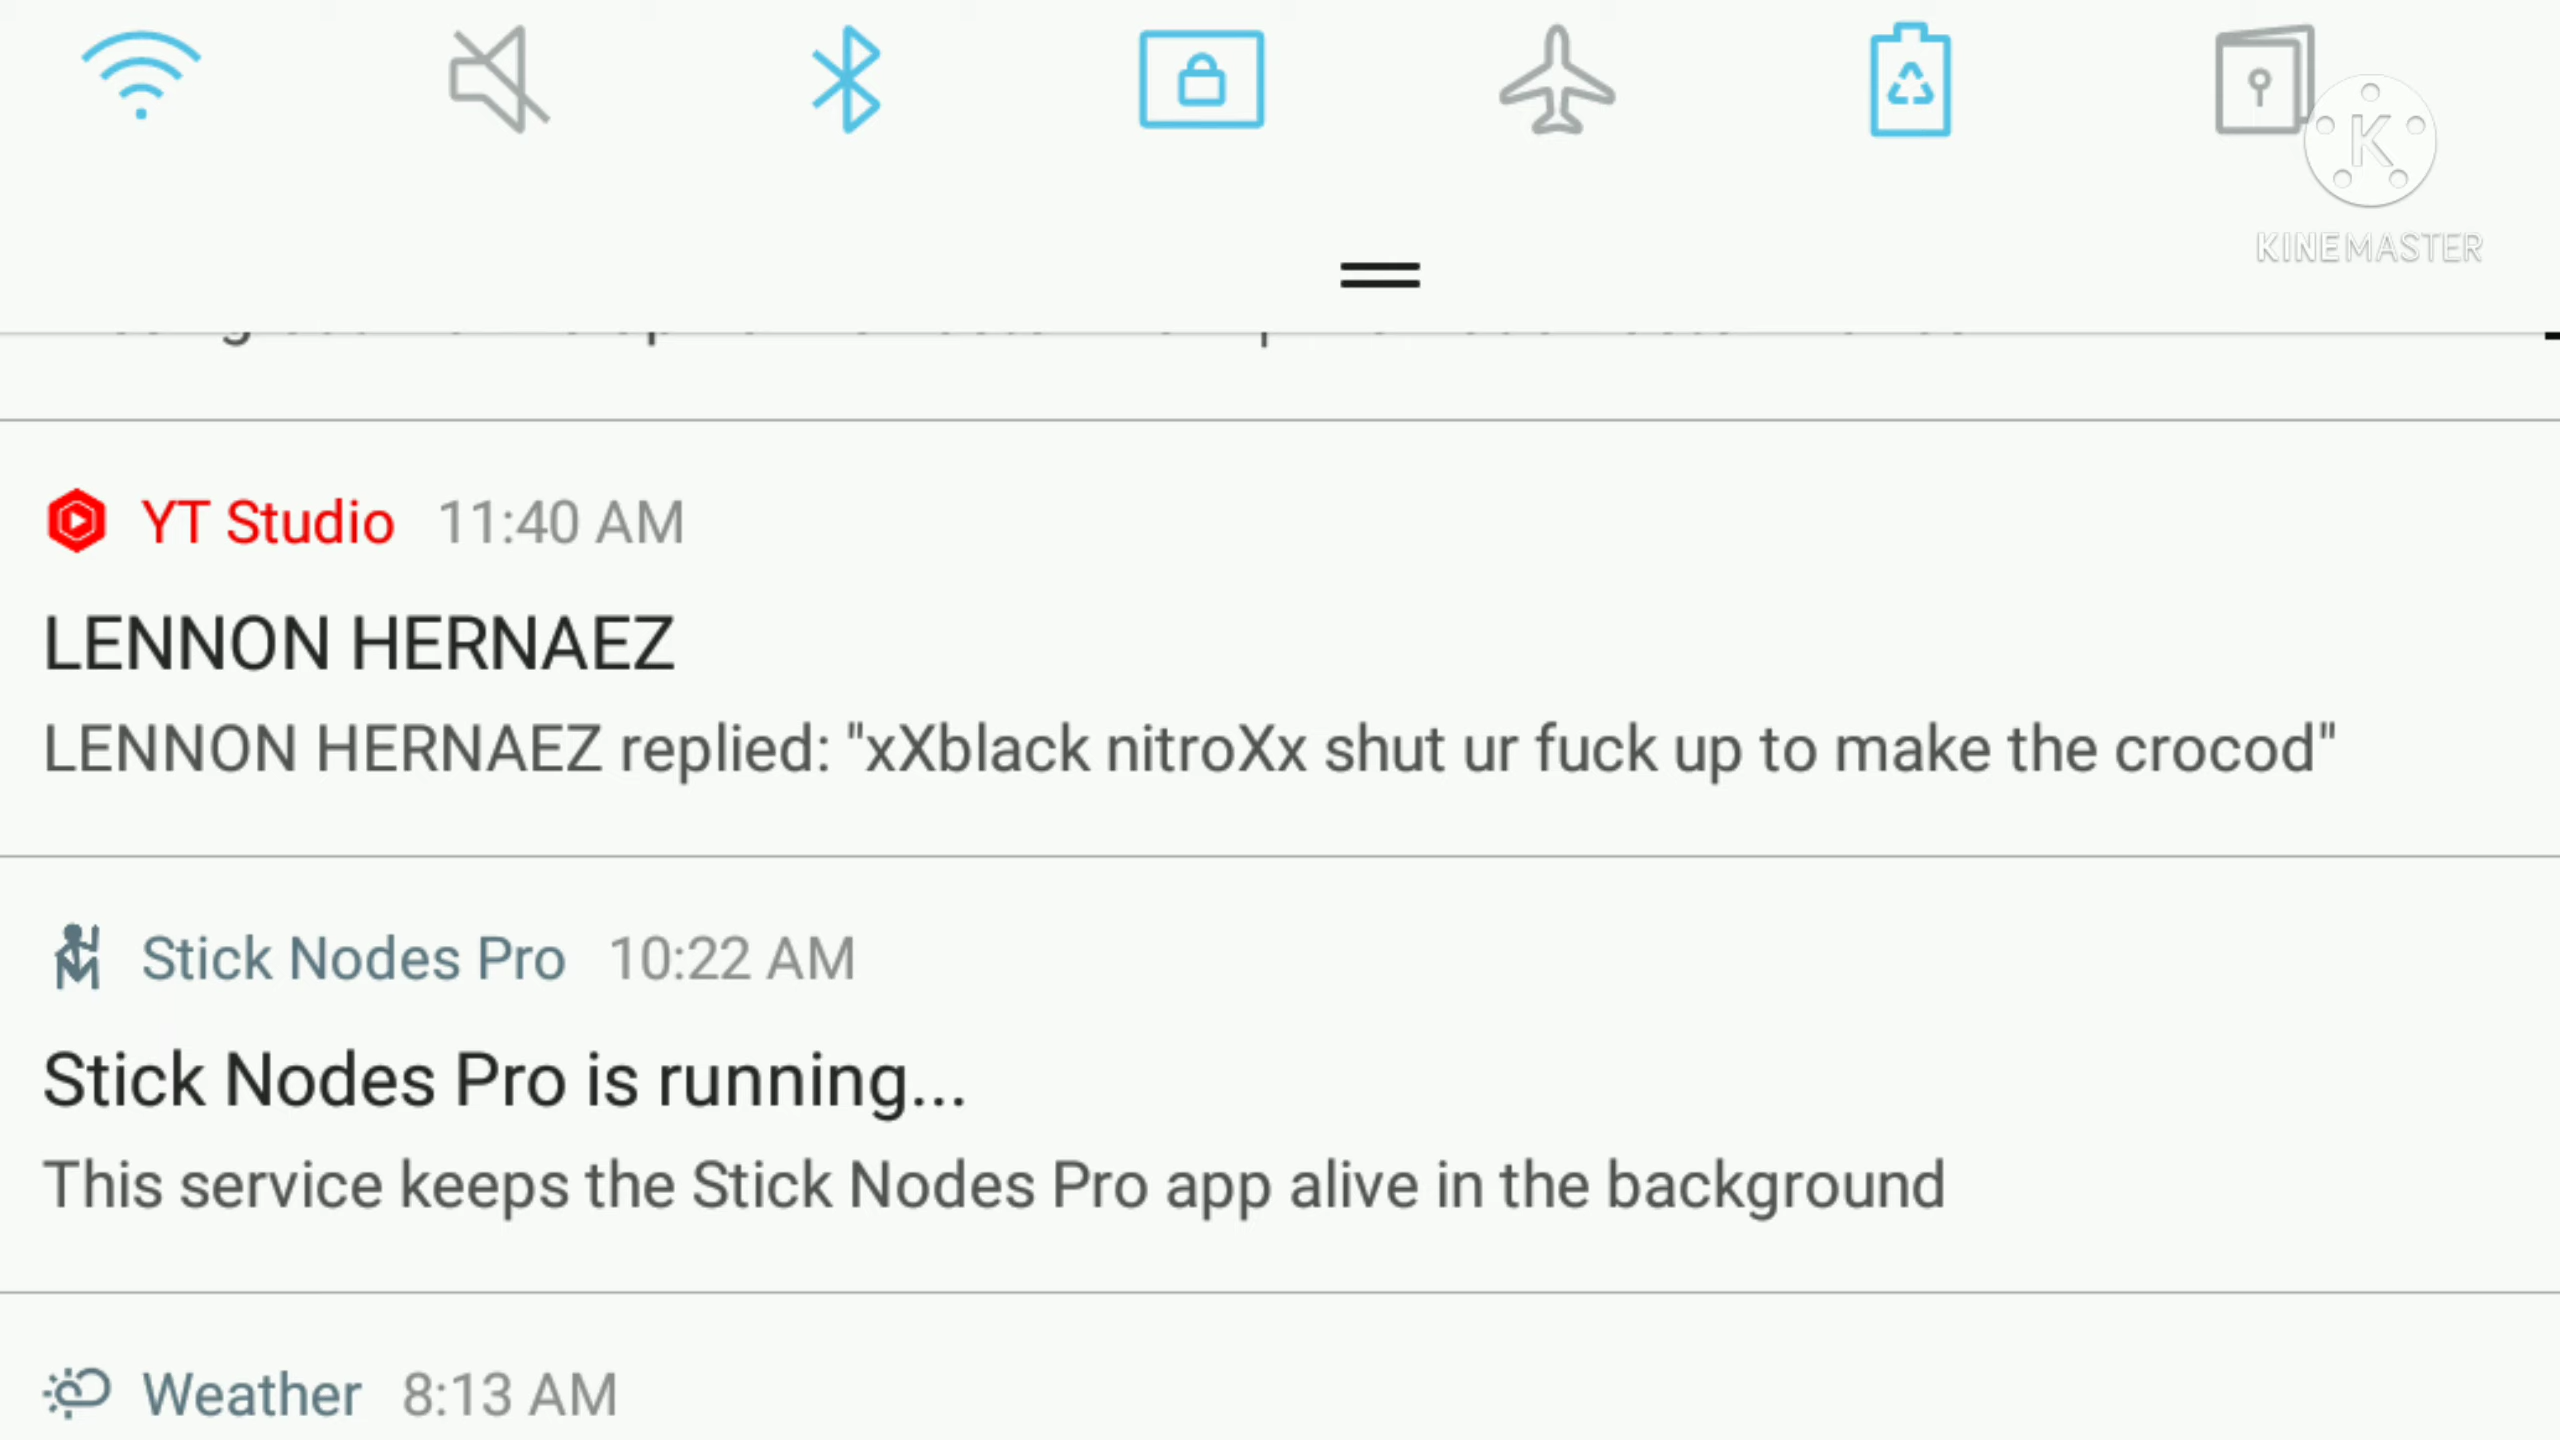 K
KINEMASTER
YT Studio 11:40 AM
LENNON HERNAEZ
LENNON HERNAEZ replied: "xXblack nitroXx shut ur fuck up to make the crocod"
Stick Nodes Pro 10:22 AM
Stick Nodes Pro is running...
This service keeps the Stick Nodes Pro app alive in the background
Weather 8:13 AM